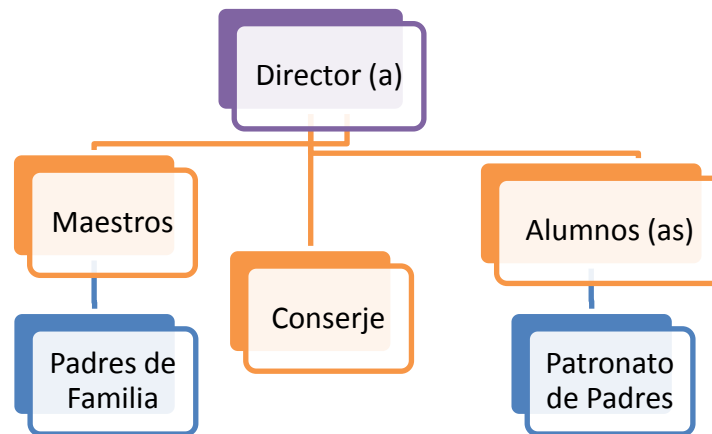 Director (a)
Maestros
Alumnos (as)
Conserje
Padres de
Familia
Patronato
de Padres